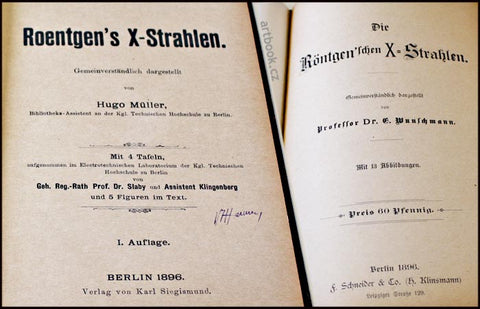 Roentgen's X-Strahlen.
Gemeinverständlich dargestellt
von
Hugo Müller,
Bibliotheks-Assistent an der Kgl. Technischen Hochschule zu Berlin.
Mit 4 Tafeln,
aufgenommen im Electrotechnischen Laboratorium der Kgl. Technischen
Hochschule zu Berlin
von
Geh. Reg.-Rath Prof. Dr. Slaby und Assistent Klingenberg
und 5 Figuren im Text.
I. Auflage.
BERLIN 1896.
Verlag von Karl Siegismund.
artbook.cz
Die
Röntgen'schen X-Strahlen.
Gemeinverständlich dargestellt
von
Professor Dr. E. Wunschmann.
Mit 13 Abbildungen.
Preis 60 Pfennig.
Berlin 1896.
F. Schneider & Co. (H. Klinsmann)
Leipziger Straße 129.